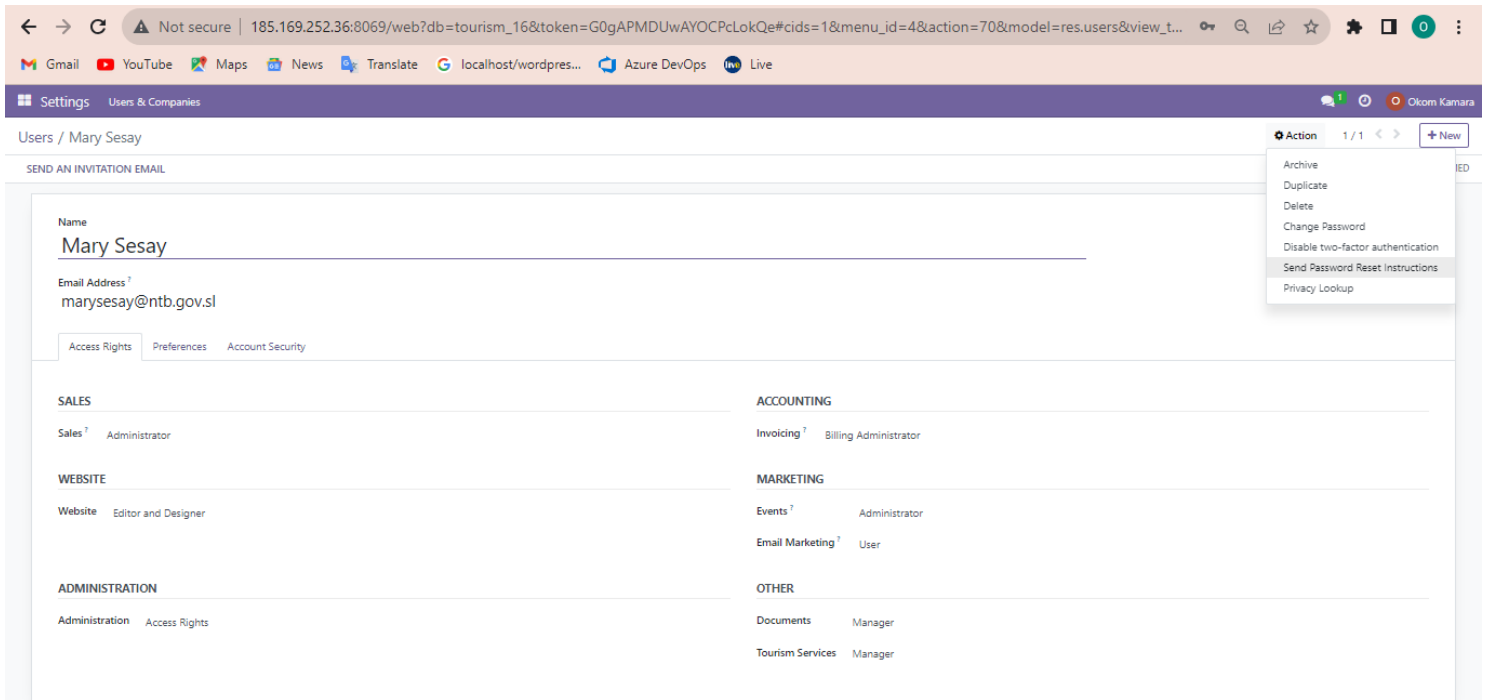 Not secure | 185.169.252.36:8069/web?db=tourism_16&token=G0gAPMDUwAYOCPcLokQe#cids=1&menu_id=4&action=70&model=res.users&view_t... O
Gmail YouTube Maps News Translate localhost/wordpres... Azure DevOps Live
Settings Users & Companies 1 O Okom Kamara
Users / Mary Sesay Action 1 / 1 + New
SEND AN INVITATION EMAIL
Archive
Duplicate
Delete
Change Password
Disable two-factor authentication
Send Password Reset Instructions
Privacy Lookup
Name
Mary Sesay
Email Address ?
marysesay@ntb.gov.sl
Access Rights Preferences Account Security
SALES ACCOUNTING
Sales ? Administrator Invoicing ? Billing Administrator
WEBSITE MARKETING
Website Editor and Designer Events ? Administrator
Email Marketing ? User
ADMINISTRATION OTHER
Administration Access Rights Documents Manager
Tourism Services Manager